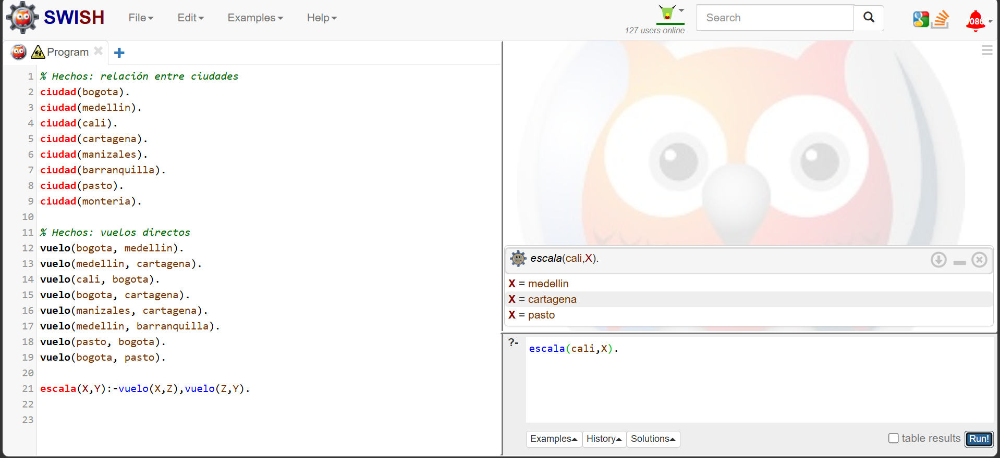 SWISH
File Edit Examples Help
127 users online
Search
Program
1 % Hechos: relación entre ciudades
2 ciudad(bogota).
3 ciudad(medellin).
4 ciudad(cali).
5 ciudad(cartagena).
6 ciudad(manizales).
7 ciudad(barranquilla).
8 ciudad(pasto).
9 ciudad(monteria).
10
11 % Hechos: vuelos directos
12 vuelo(bogota, medellin).
13 vuelo(medellin, cartagena).
14 vuelo(cali, bogota).
15 vuelo(bogota, cartagena).
16 vuelo(manizales, cartagena).
17 vuelo(medellin, barranquilla).
18 vuelo(pasto, bogota).
19 vuelo(bogota, pasto).
20
21 escala(X,Y):-vuelo(X,Z),vuelo(Z,Y).
22
23
escala(cali,X).
X = medellin
X = cartagena
X = pasto
?- escala(cali,X).
Examples History Solutions
table results Run!